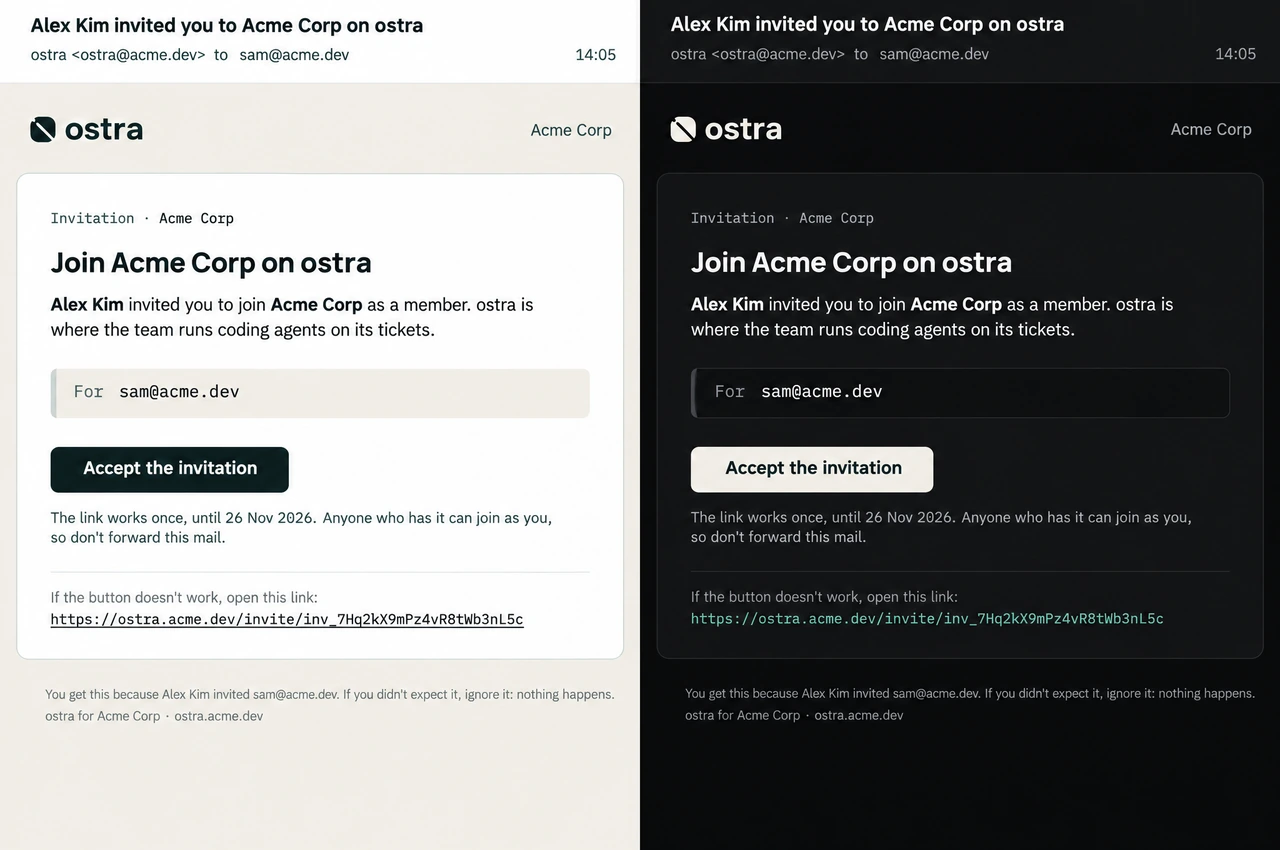 Alex Kim invited you to Acme Corp on ostra
ostra <ostra@acme.dev> to sam@acme.dev 14:05
ostra Acme Corp
Invitation · Acme Corp
Join Acme Corp on ostra
Alex Kim invited you to join Acme Corp as a member. ostra is
where the team runs coding agents on its tickets.
For sam@acme.dev
Accept the invitation
The link works once, until 26 Nov 2026. Anyone who has it can join as you,
so don't forward this mail.
If the button doesn't work, open this link:
https://ostra.acme.dev/invite/inv_7Hq2kX9mPz4vR8tWb3nL5c
You get this because Alex Kim invited sam@acme.dev. If you didn't expect it, ignore it: nothing happens.
ostra for Acme Corp · ostra.acme.dev
Alex Kim invited you to Acme Corp on ostra
ostra <ostra@acme.dev> to sam@acme.dev 14:05
ostra Acme Corp
Invitation · Acme Corp
Join Acme Corp on ostra
Alex Kim invited you to join Acme Corp as a member. ostra is
where the team runs coding agents on its tickets.
For sam@acme.dev
Accept the invitation
The link works once, until 26 Nov 2026. Anyone who has it can join as you,
so don't forward this mail.
If the button doesn't work, open this link:
https://ostra.acme.dev/invite/inv_7Hq2kX9mPz4vR8tWb3nL5c
You get this because Alex Kim invited sam@acme.dev. If you didn't expect it, ignore it: nothing happens.
ostra for Acme Corp · ostra.acme.dev